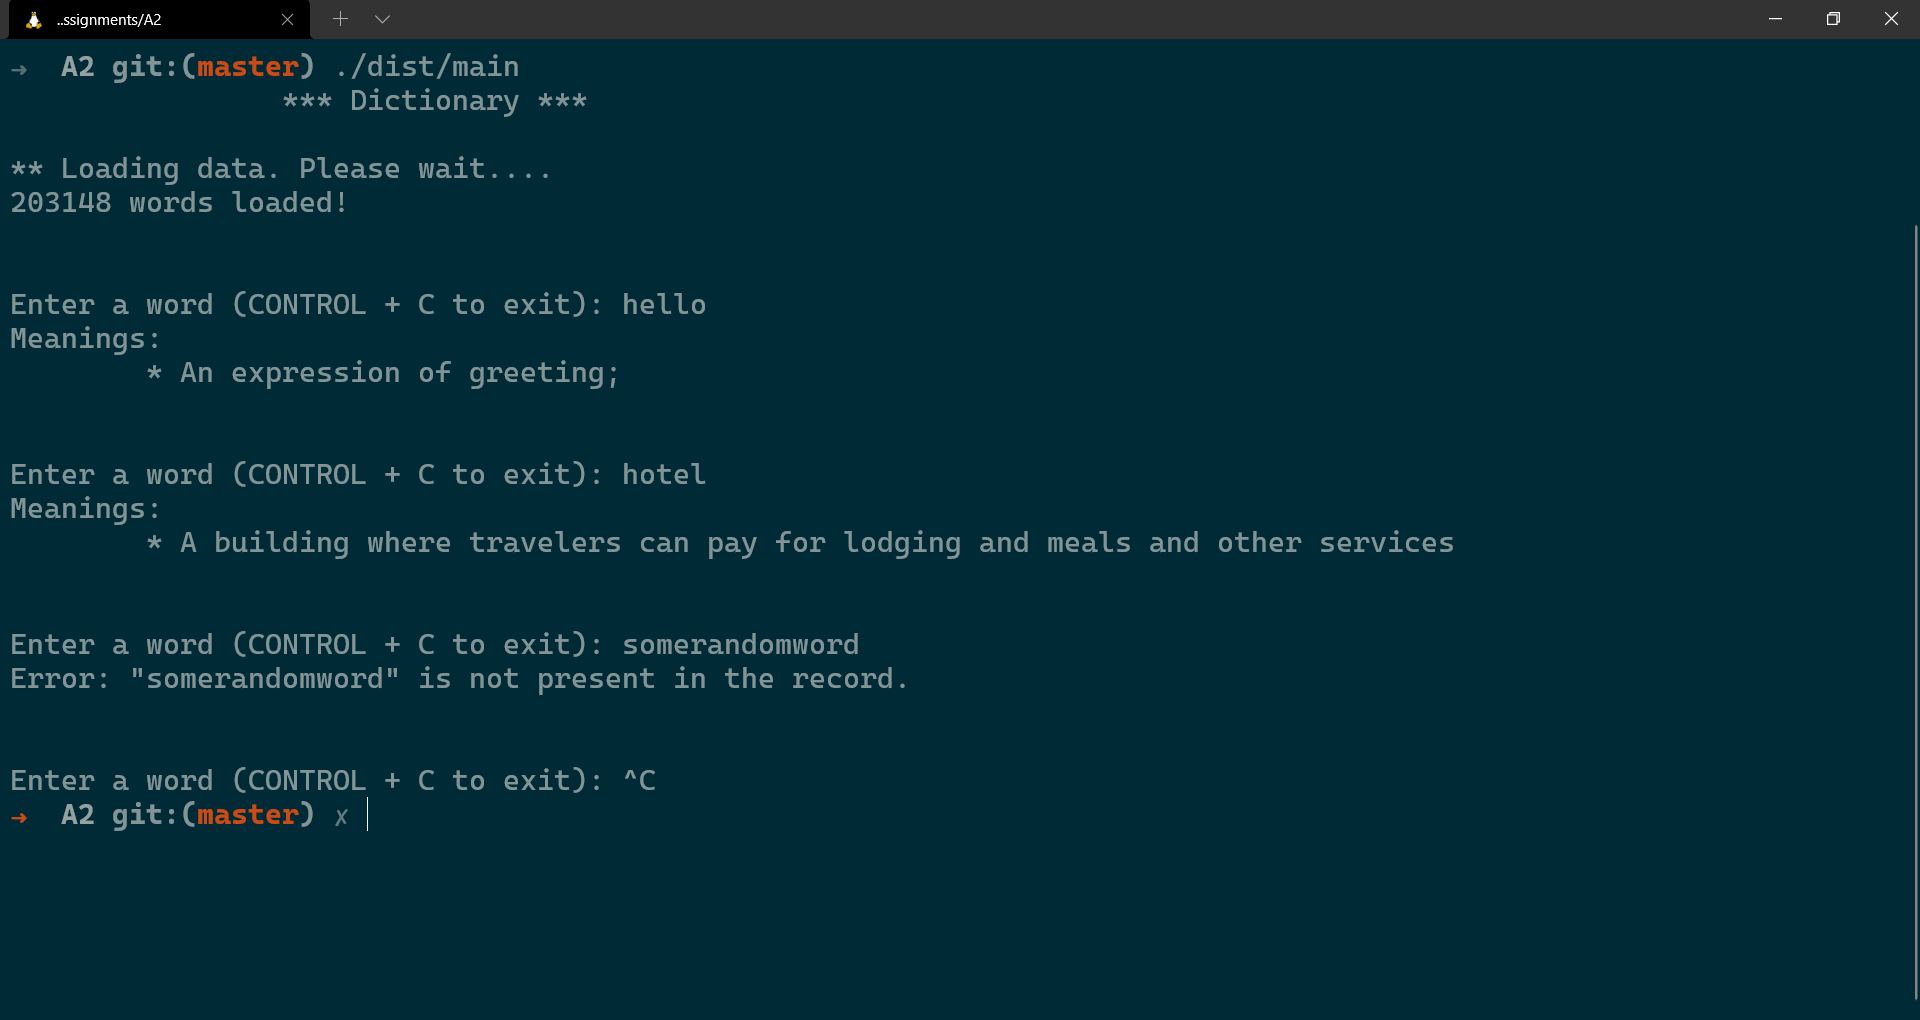 ..ssignments/A2
➜  A2 git:(master) ./dist/main
                *** Dictionary ***
** Loading data. Please wait....
203148 words loaded!
Enter a word (CONTROL + C to exit): hello
Meanings:
        * An expression of greeting;
Enter a word (CONTROL + C to exit): hotel
Meanings:
        * A building where travelers can pay for lodging and meals and other services
Enter a word (CONTROL + C to exit): somerandomword
Error: "somerandomword" is not present in the record.
Enter a word (CONTROL + C to exit): ^C
➜  A2 git:(master) ✗